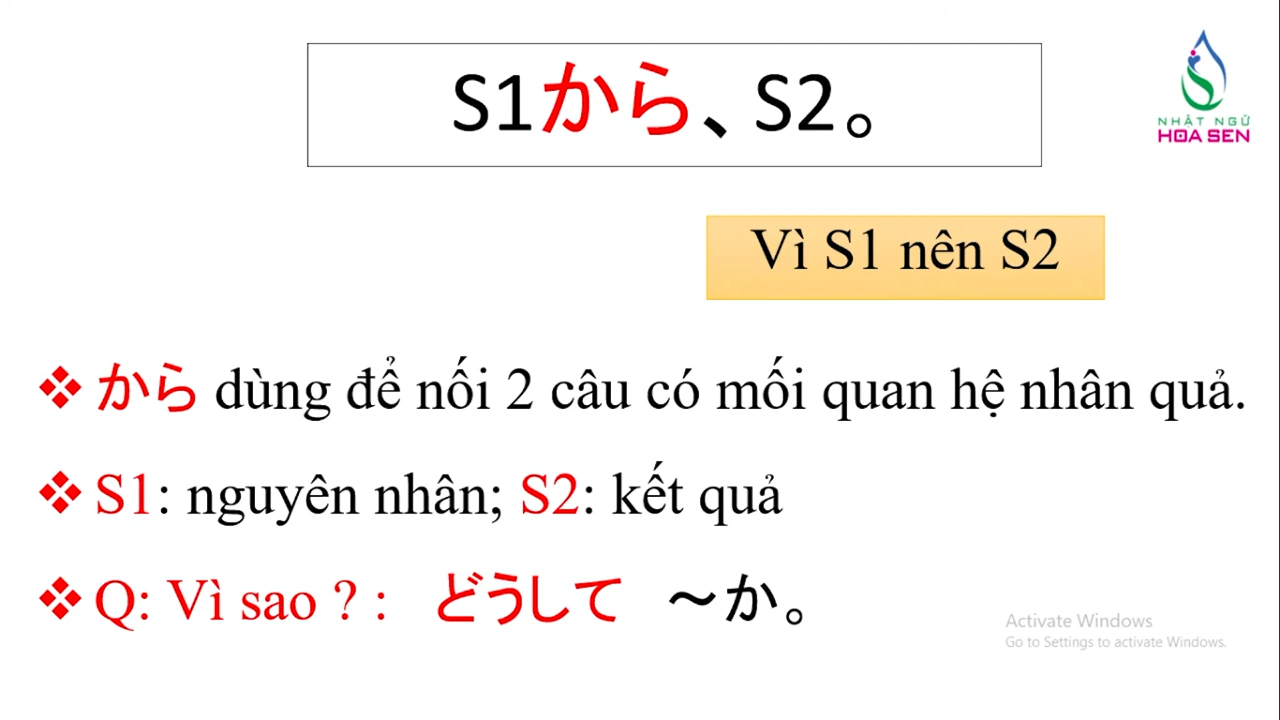 S1から、S2。
NHẬT NGỮ
HOA SEN
Vì S1 nên S2
❖ から dùng để nối 2 câu có mối quan hệ nhân quả.
❖ S1: nguyên nhân; S2: kết quả
❖ Q: Vì sao ? : どうして ～か。
Activate Windows
Go to Settings to activate Windows.